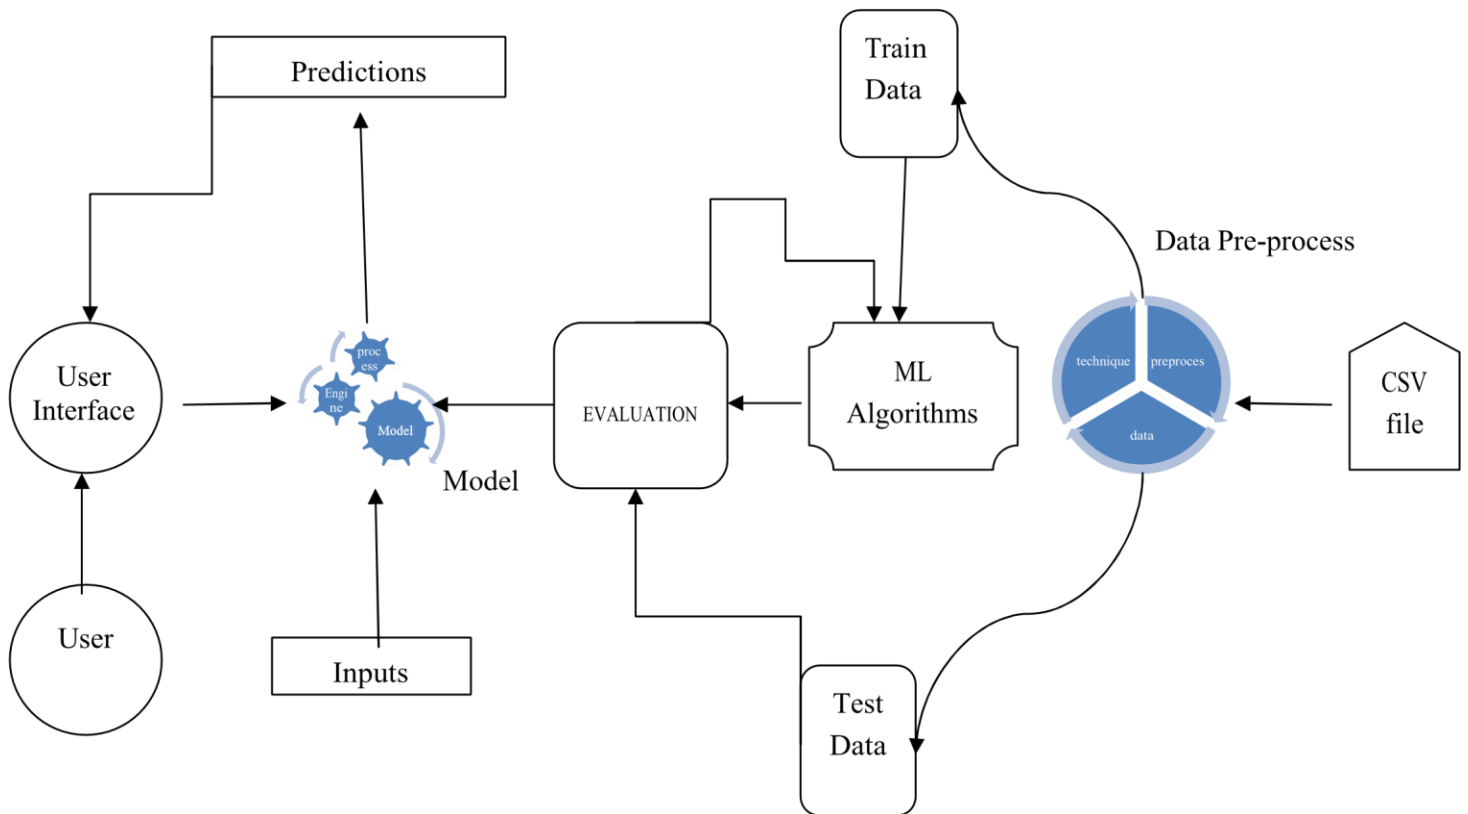 Train
Data
Predictions
Data Pre-process
User
Interface
proc
ess
Engi
ne
Model
Model
EVALUATION
ML
Algorithms
technique
preproces
data
CSV
file
User
Inputs
Test
Data